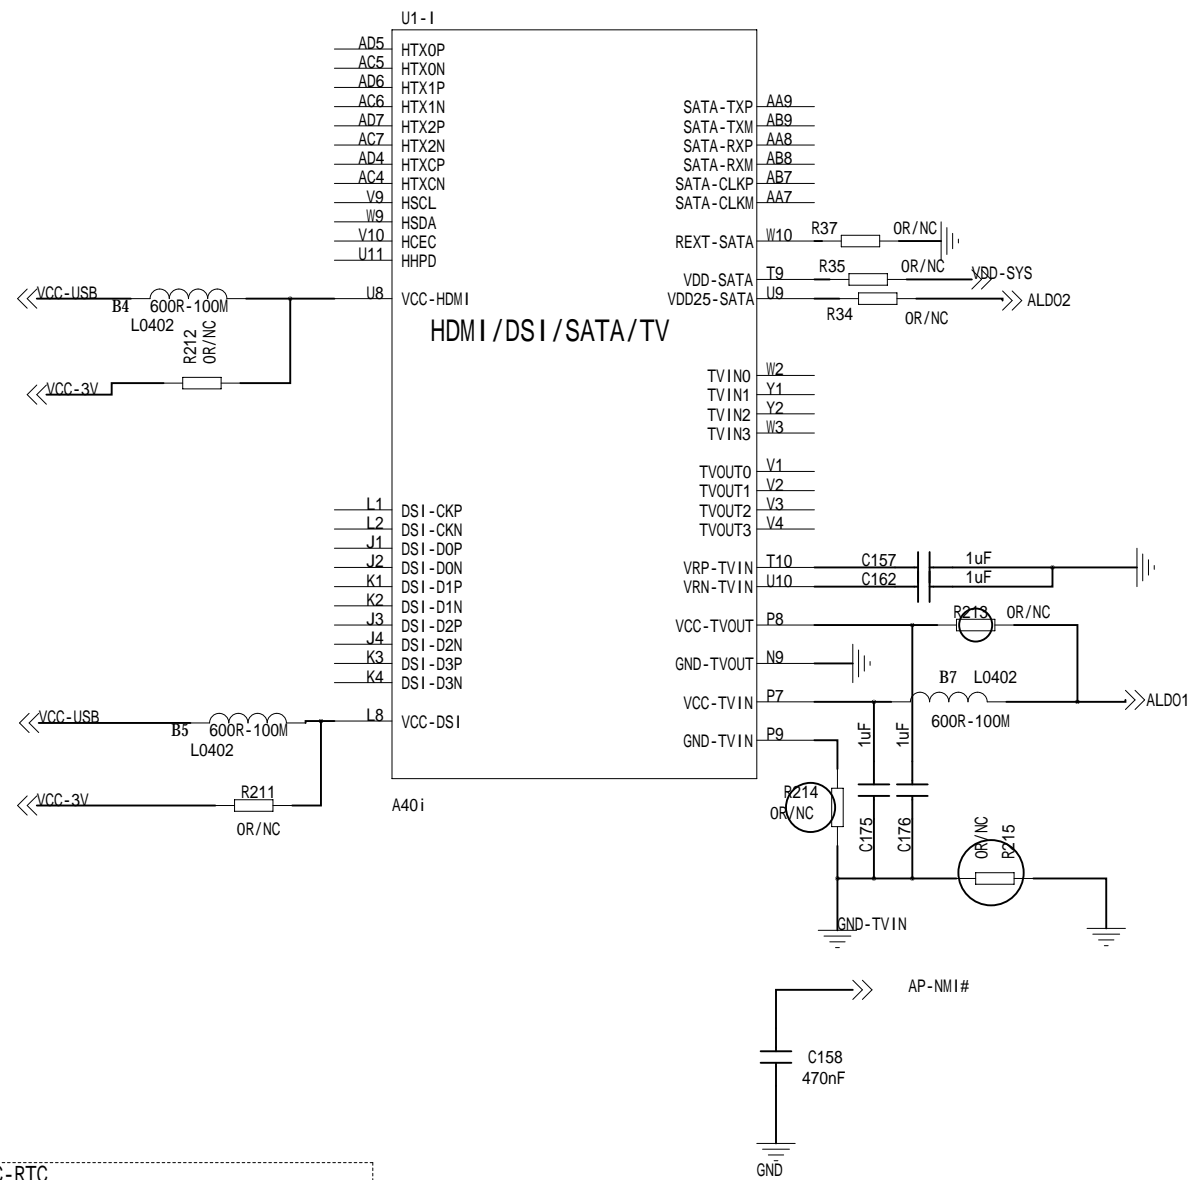 U1-I
AD5 HTX0P
AC5 HTX0N
AD6 HTX1P
AC6 HTX1N
AD7 HTX2P
AC7 HTX2N
AD4 HTXCP
AC4 HTXCN
V9 HSCL
W9 HSDA
V10 HCEC
U11 HHPD
U8 VCC-HDMI
VCC-USB
B4 600R-100M
L0402
R212
0R/NC
VCC-3V
HDMI/DSI/SATA/TV
SATA-TXP AA9
SATA-TXM AB9
SATA-RXP AA8
SATA-RXM AB8
SATA-CLKP AB7
SATA-CLKM AA7
REXT-SATA W10 R37 0R/NC
VDD-SATA T9 R35 0R/NC VDD-SYS
VDD25-SATA U9 R34 0R/NC ALDO2
TVIN0 W2
TVIN1 Y1
TVIN2 Y2
TVIN3 W3
TVOUT0 V1
TVOUT1 V2
TVOUT2 V3
TVOUT3 V4
L1 DSI-CKP
L2 DSI-CKN
J1 DSI-D0P
J2 DSI-D0N
K1 DSI-D1P
K2 DSI-D1N
J3 DSI-D2P
J4 DSI-D2N
K3 DSI-D3P
K4 DSI-D3N
L8 VCC-DSI
VCC-USB
B5 600R-100M
L0402
VCC-3V
R211
0R/NC
VRP-TVIN T10 C157 1uF
VRN-TVIN U10 C162 1uF
VCC-TVOUT P8 R213 0R/NC
GND-TVOUT N9
VCC-TVIN P7 B7 L0402
600R-100M
ALDO1
GND-TVIN P9
1uF
1uF
R214
0R/NC
C175
C176
0R/NC
R215
A40i
GND-TVIN
AP-NMI#
C158
470nF
GND
C-RTC